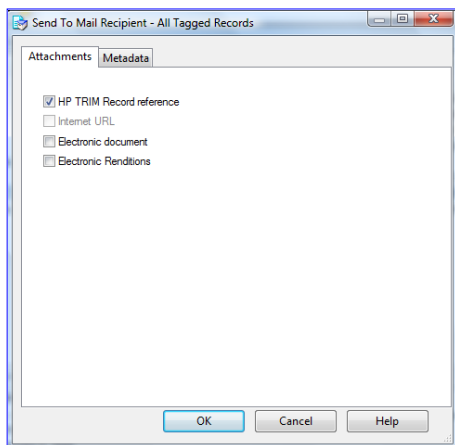 Send To Mail Recipient - All Tagged Records
Attachments Metadata
HP TRIM Record reference
Internet URL
Electronic document
Electronic Renditions
OK Cancel Help